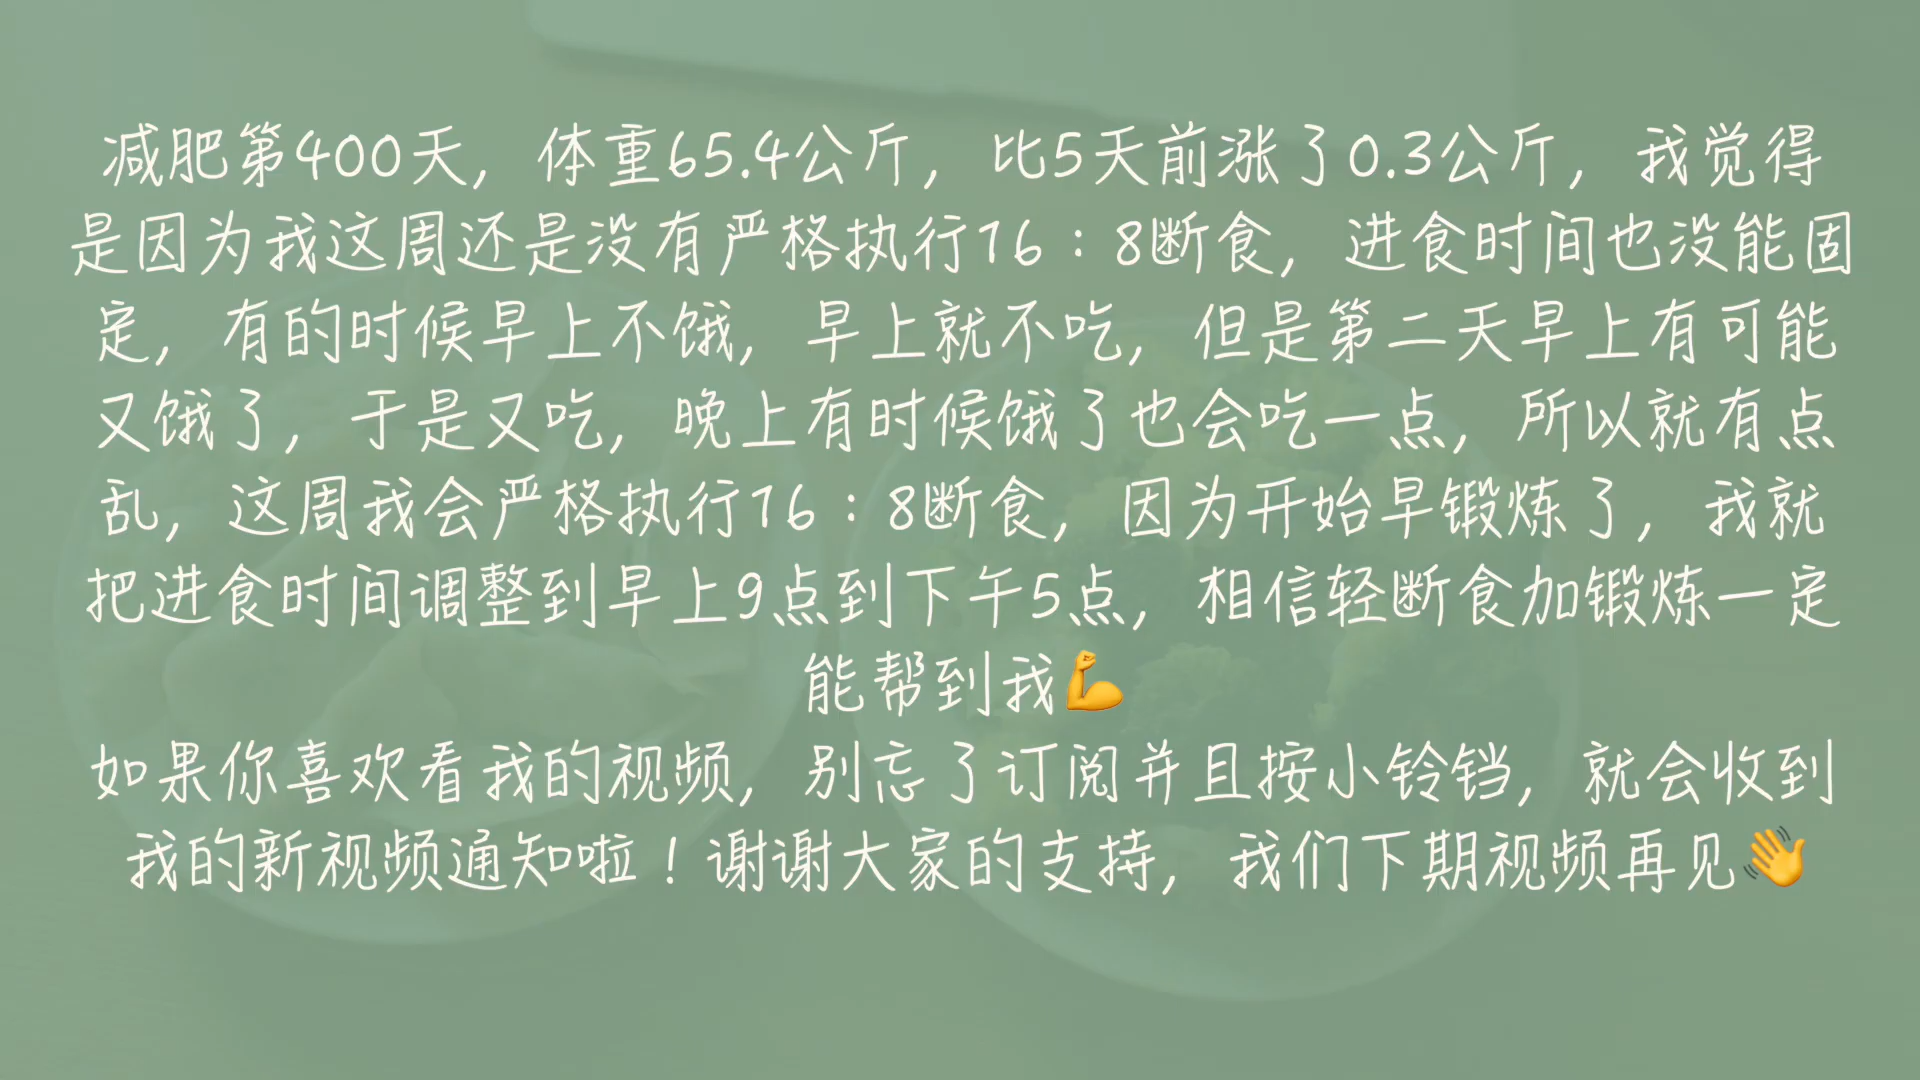 减肥第400天，体重65.4公斤，比5天前涨了0.3公斤，我觉得
是因为我这周还是没有严格执行16：8断食，进食时间也没能固
定，有的时候早上不饿，早上就不吃，但是第二天早上有可能
又饿了，于是又吃，晚上有时候饿了也会吃一点，所以就有点
乱，这周我会严格执行16：8断食，因为开始早锻炼了，我就
把进食时间调整到早上9点到下午5点，相信轻断食加锻炼一定
能帮到我💪
如果你喜欢看我的视频，别忘了订阅并且按小铃铛，就会收到
我的新视频通知啦！谢谢大家的支持，我们下期视频再见👋